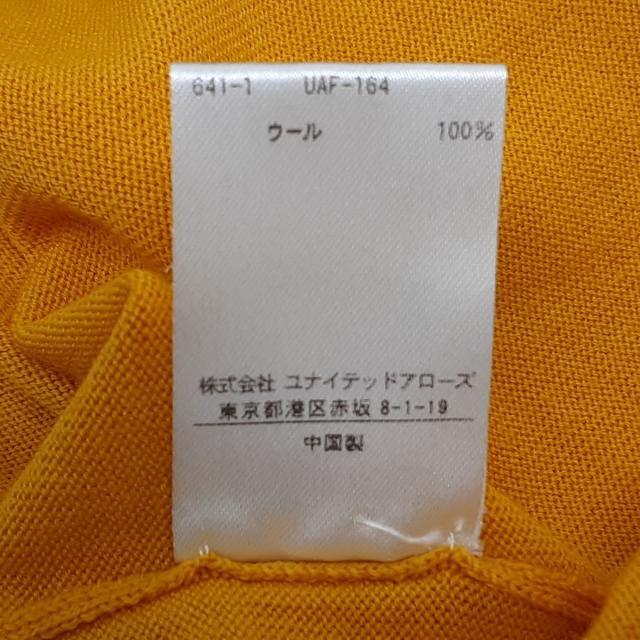 641-1 UAF-164
ウール 100%
株式会社 ユナイテッドアローズ
東京都港区赤坂 8-1-19
中国製